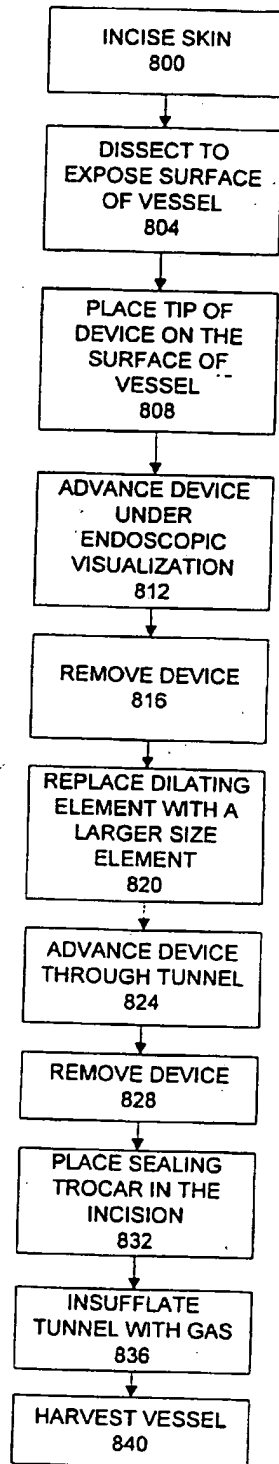 INCISE SKIN
800
DISSECT TO
EXPOSE SURFACE
OF VESSEL
804
PLACE TIP OF
DEVICE ON THE
SURFACE OF
VESSEL
808
ADVANCE DEVICE
UNDER
ENDOSCOPIC
VISUALIZATION
812
REMOVE DEVICE
816
REPLACE DILATING
ELEMENT WITH A
LARGER SIZE
ELEMENT
820
ADVANCE DEVICE
THROUGH TUNNEL
824
REMOVE DEVICE
828
PLACE SEALING
TROCAR IN THE
INCISION
832
INSUFFLATE
TUNNEL WITH GAS
836
HARVEST VESSEL
840